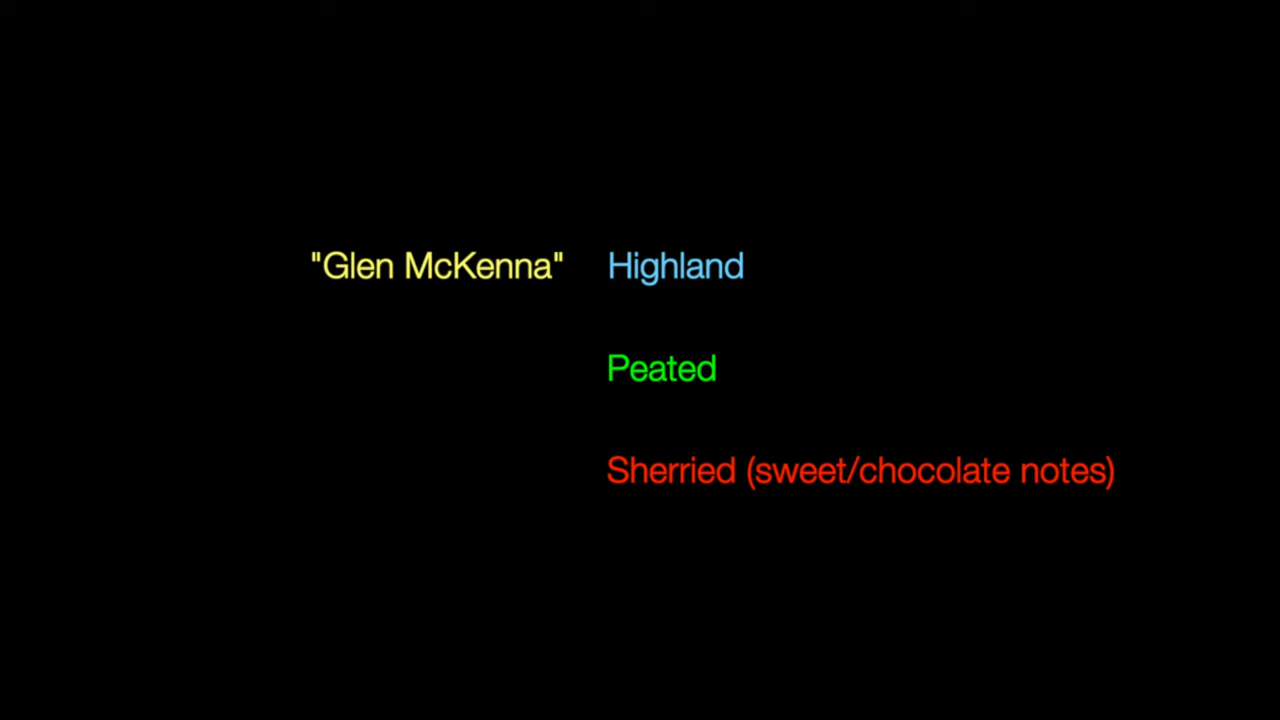 "Glen McKenna" Highland
Peated
Sherried (sweet/chocolate notes)